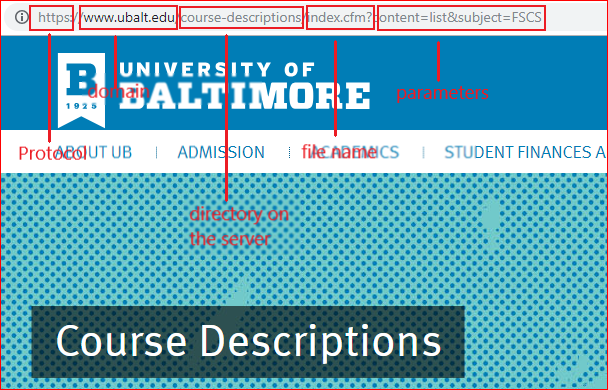 https://www.ubalt.edu/course-descriptions/index.cfm?content=list&subject=FSCS
B
1925
UNIVERSITY OF
BALTIMORE
domain
parameters
Protocol
ABOUT UB | ADMISSION | ACADEMICS | STUDENT FINANCES A
file name
directory on
the server
Course Descriptions